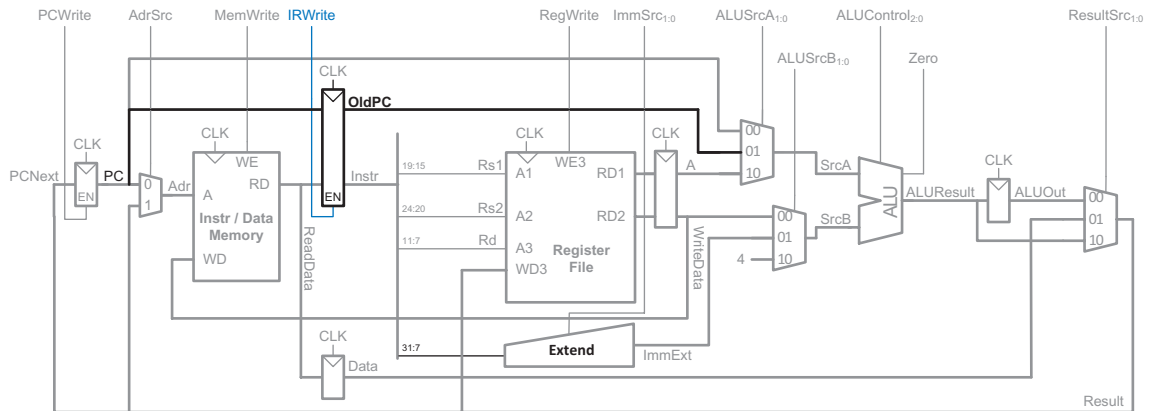 PCWrite
AdrSrc
MemWrite
IRWrite
RegWrite
ImmSrc1:0
ALUSrcA1:0
ALUControl2:0
ResultSrc1:0
ALUSrcB1:0
Zero
CLK
OldPC
CLK
CLK
CLK
CLK
CLK
PCNext
PC
EN
0
1
Adr
WE
RD
A
Instr / Data
Memory
WD
EN
Instr
ReadData
19:15
Rs1
24:20
Rs2
11:7
Rd
31:7
WE3
A1
RD1
A2
RD2
A3
Register
File
WD3
A
WriteData
00
01
10
SrcA
00
01
4
10
SrcB
ALU
ALUResult
ALUOut
00
01
10
Extend
ImmExt
CLK
Data
Result